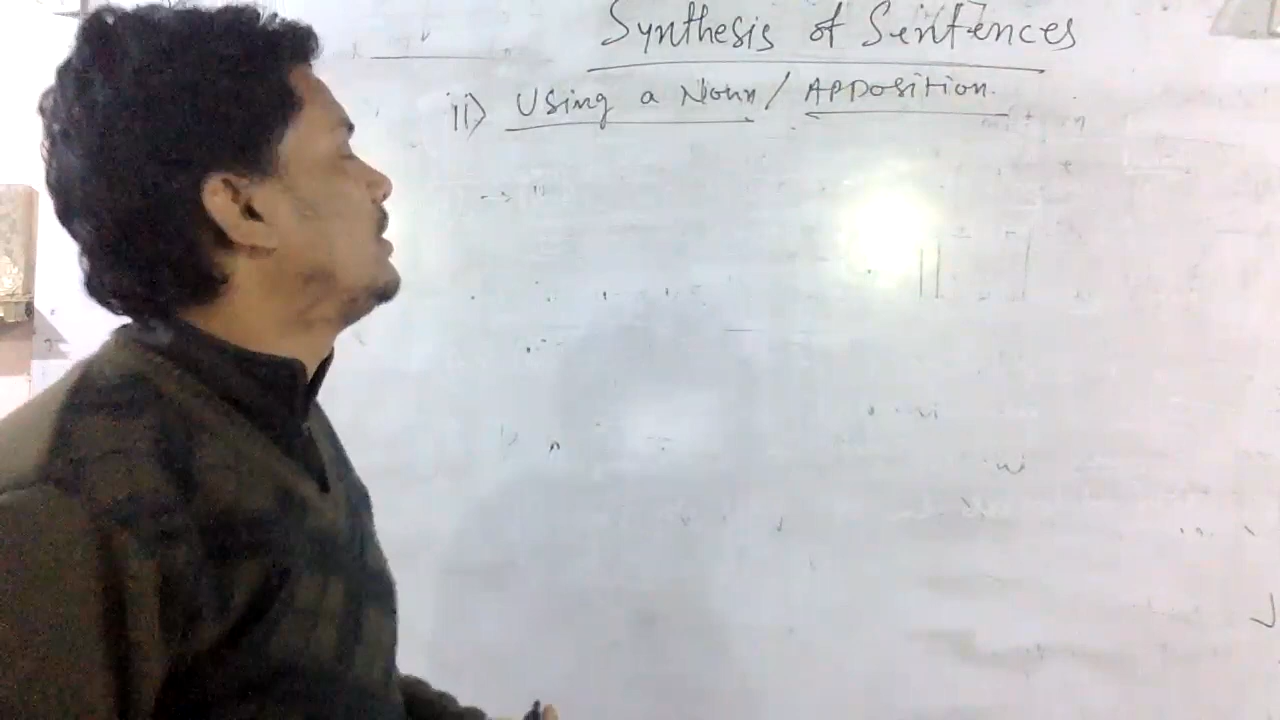 Synthesis of Sentences
ii) Using a Noun / Apposition.